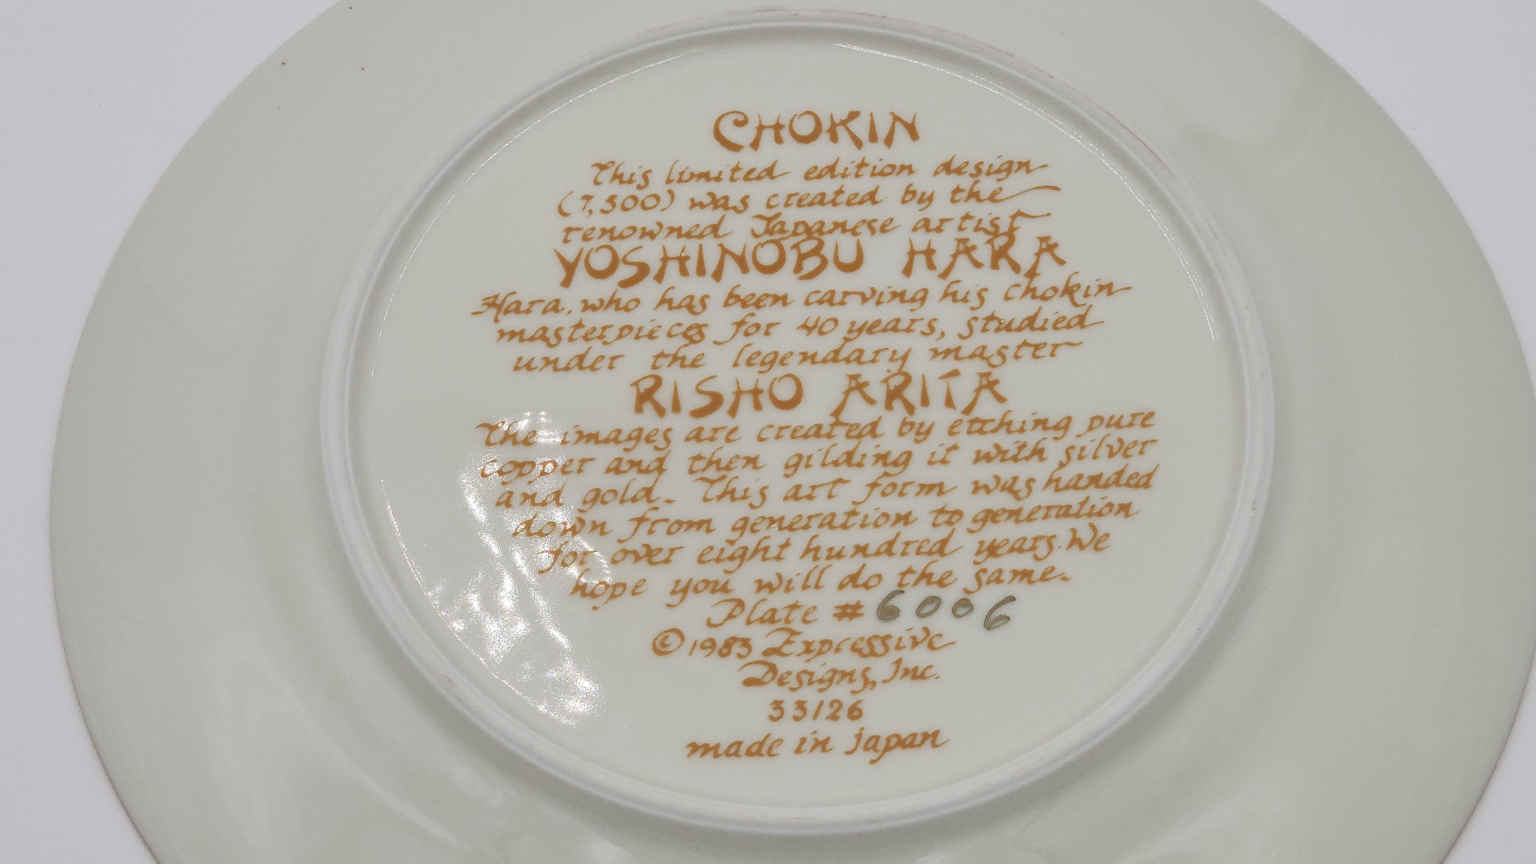 CHOKIN
This limited edition design
(7,500) was created by the
renowned Japanese artist
YOSHINOBU HARA
Hara, who has been carving his chokin
masterpieces for 40 years, studied
under the legendary master
RISHO ARITA
The images are created by etching pure
copper and then gilding it with silver
and gold. This art form was handed
down from generation to generation
for over eight hundred years. We
hope you will do the same.
Plate # 6006
© 1983 Expressive
Designs, Inc.
33126
made in japan